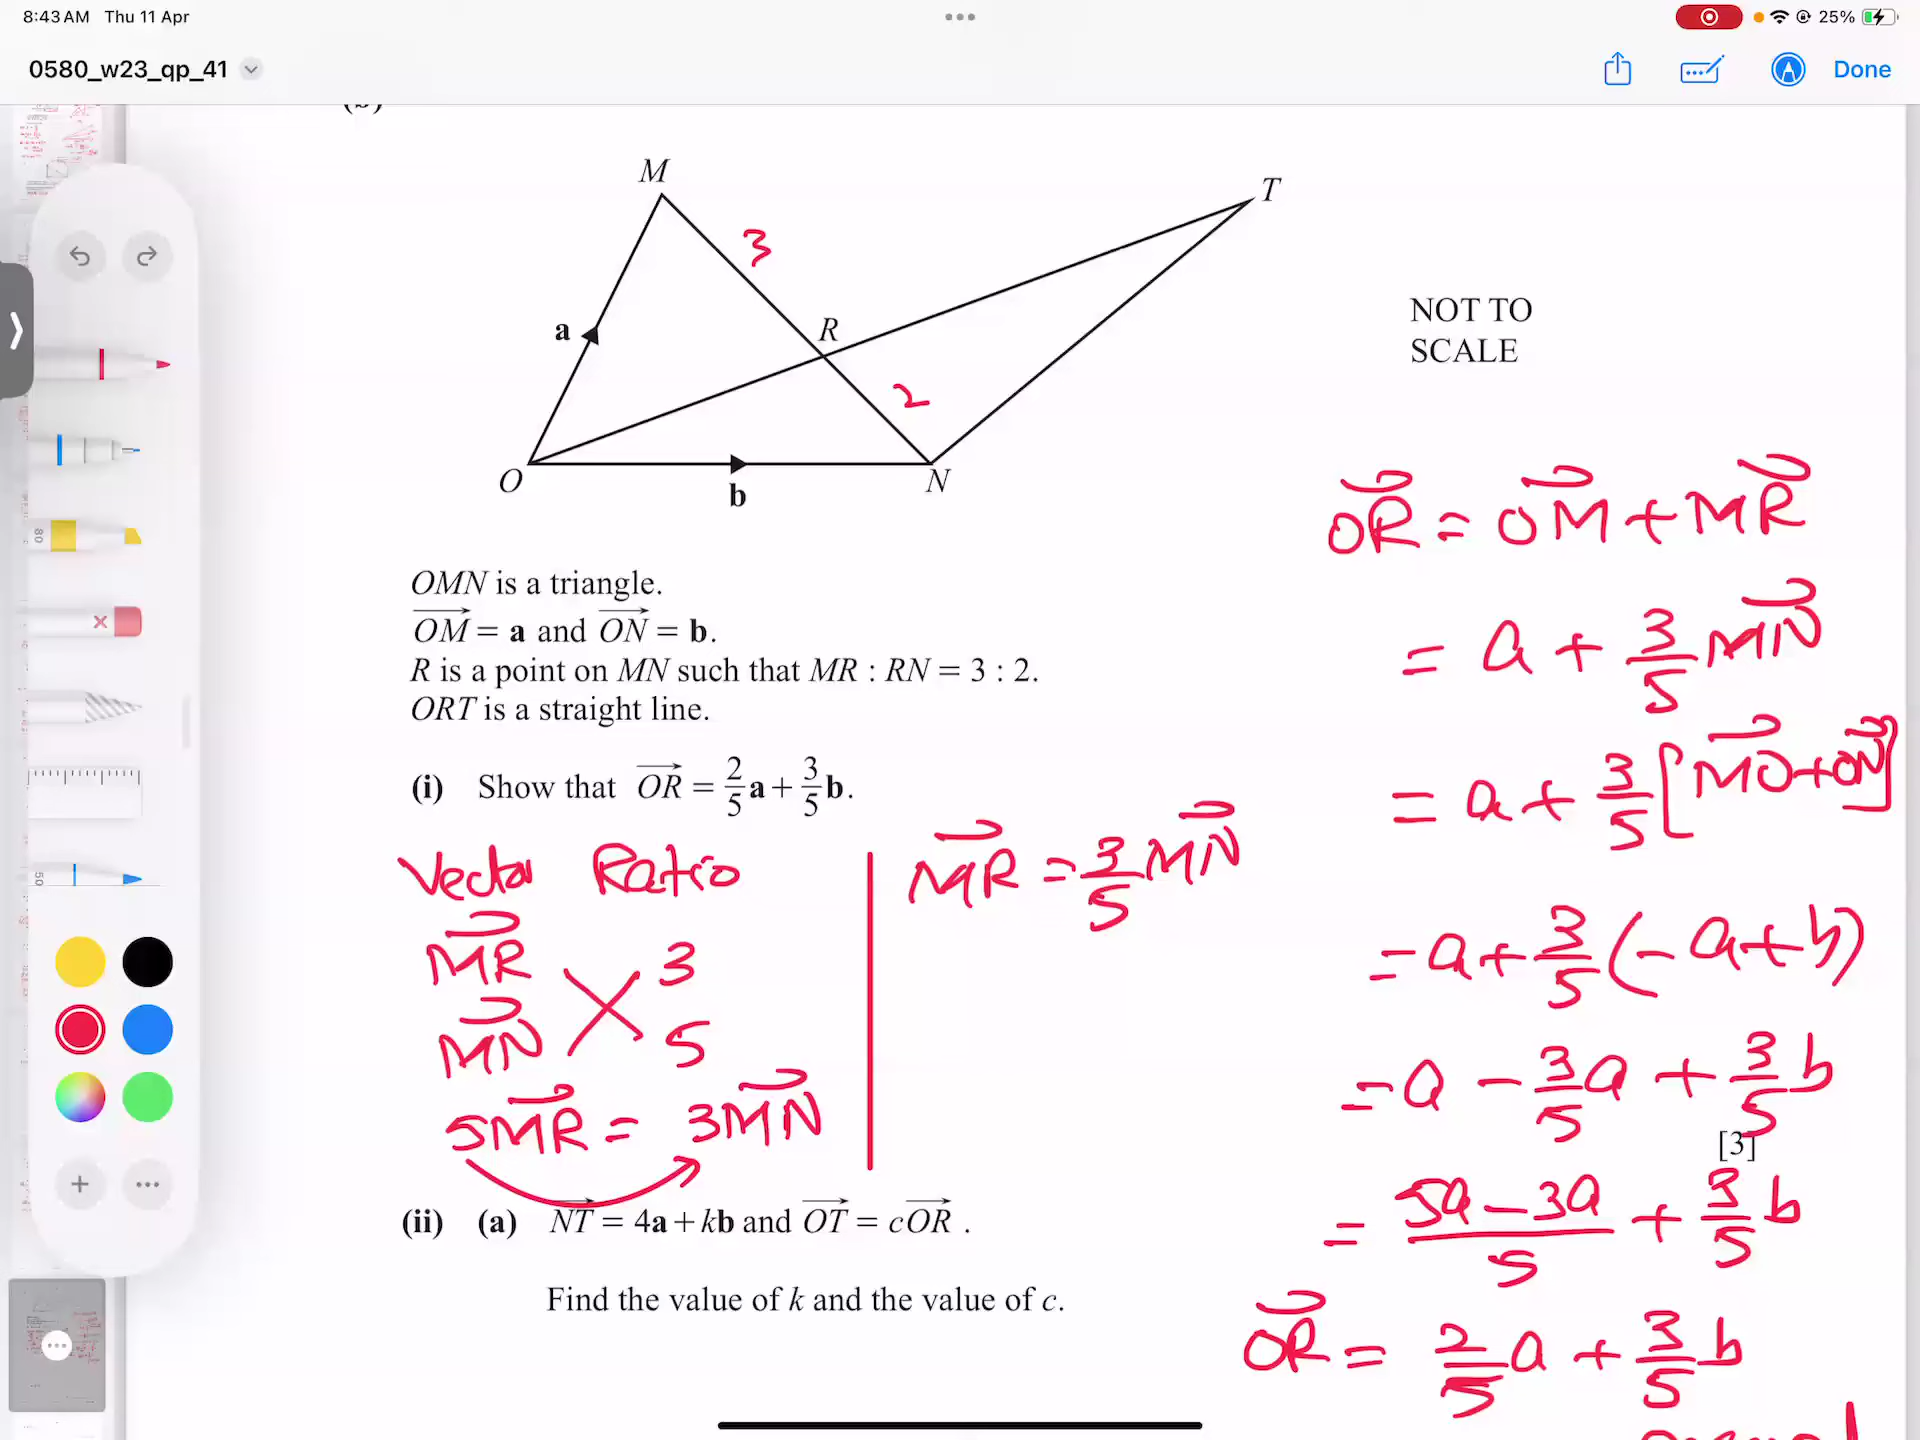 8:43 AM Thu 11 Apr
25%
0580_w23_qp_41
Done
M
T
3
R
a
2
O
N
b
NOT TO
SCALE
OMN is a triangle.
OM = a and ON = b.
R is a point on MN such that MR : RN = 3 : 2.
ORT is a straight line.
(i) Show that OR = 2/5 a + 3/5 b.
Vector Ratio
MR 3
MN 5
5MR = 3MN
MR = 3/5 MN
OR = OM + MR
= a + 3/5 MN
= a + 3/5 [MO + ON]
= a + 3/5 (-a + b)
= a - 3/5 a + 3/5 b
[3]
= 5a - 3a / 5 + 3/5 b
OR = 2/5 a + 3/5 b
(ii) (a) NT = 4a + kb and OT = cOR .
Find the value of k and the value of c.
80
50